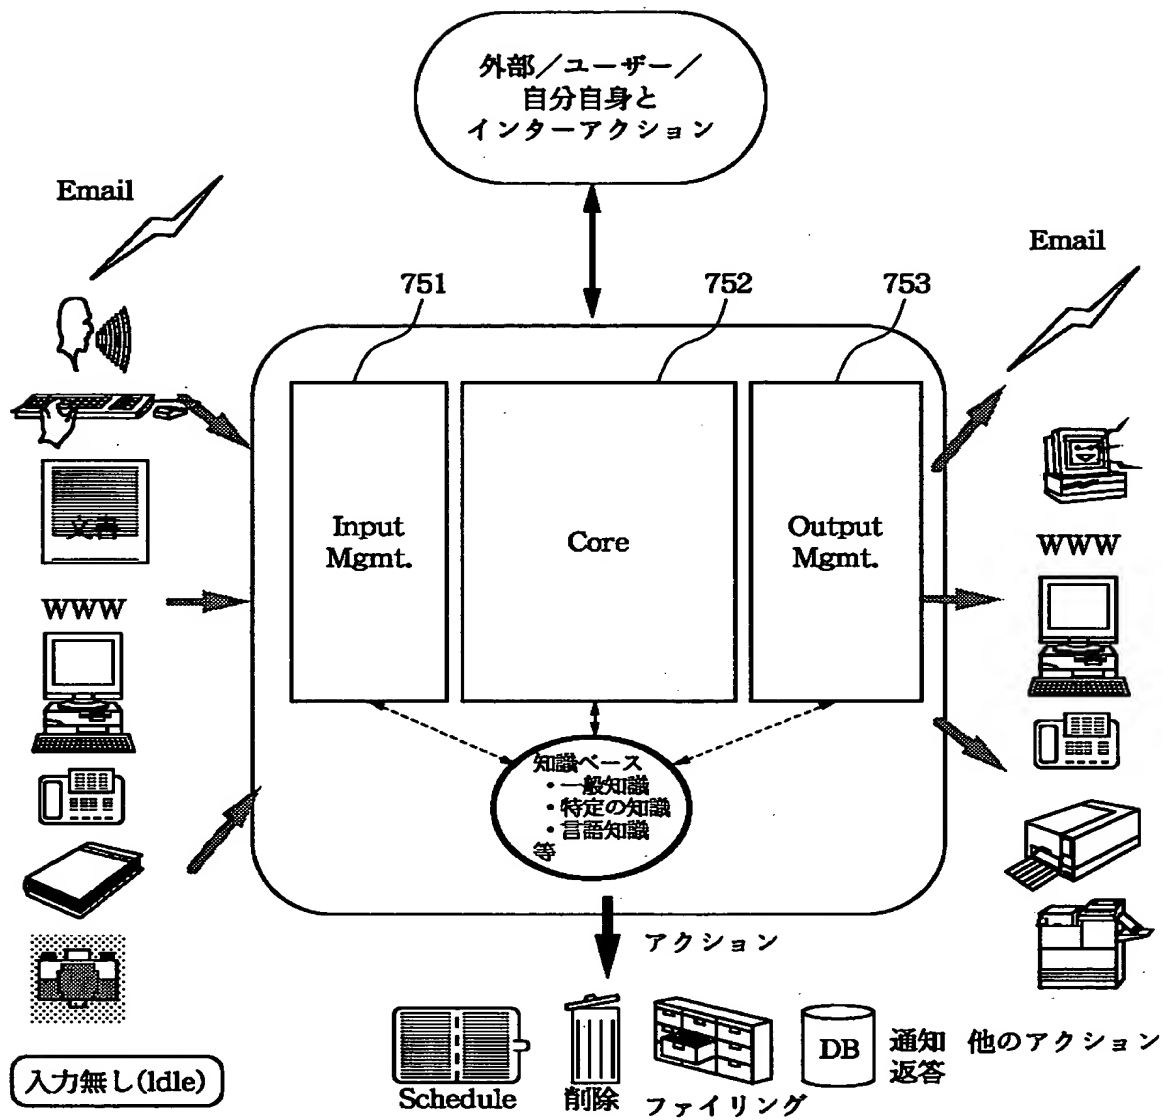 外部／ユーザー／
自分自身と
インターアクション
Email
Email
751
752
753
文書
Input
Mgmt.
Core
Output
Mgmt.
WWW
WWW
知識ベース
・一般知識
・特定の知識
・言語知識
等
アクション
入力無し(Idle)
Schedule
削除
ファイリング
DB
通知
返答
他のアクション